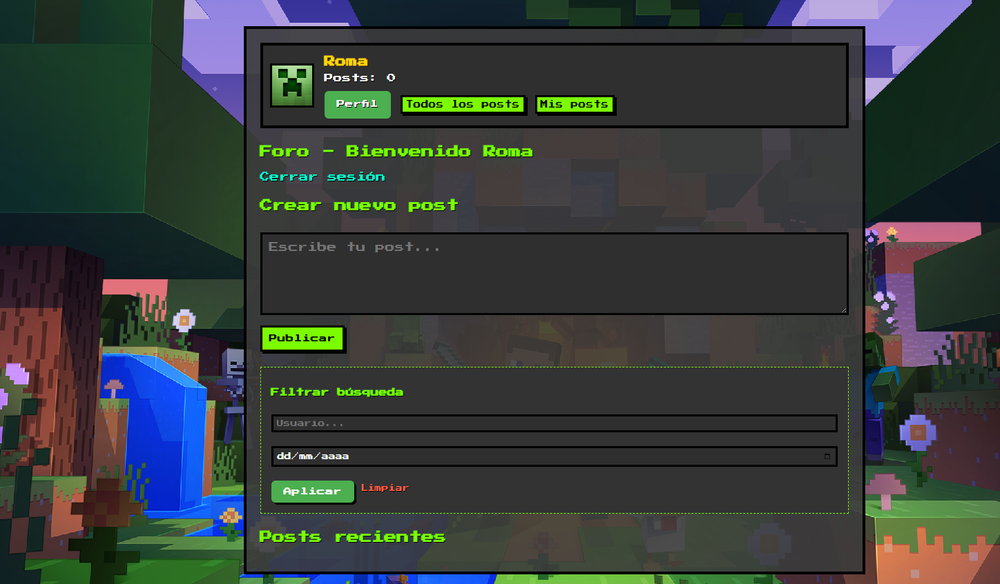 Roma
Posts: 0
Perfil Todos los posts Mis posts
Foro - Bienvenido Roma
Cerrar sesión
Crear nuevo post
Escribe tu post...
Publicar
Filtrar búsqueda
Usuario...
dd/mm/aaaa
Aplicar Limpiar
Posts recientes